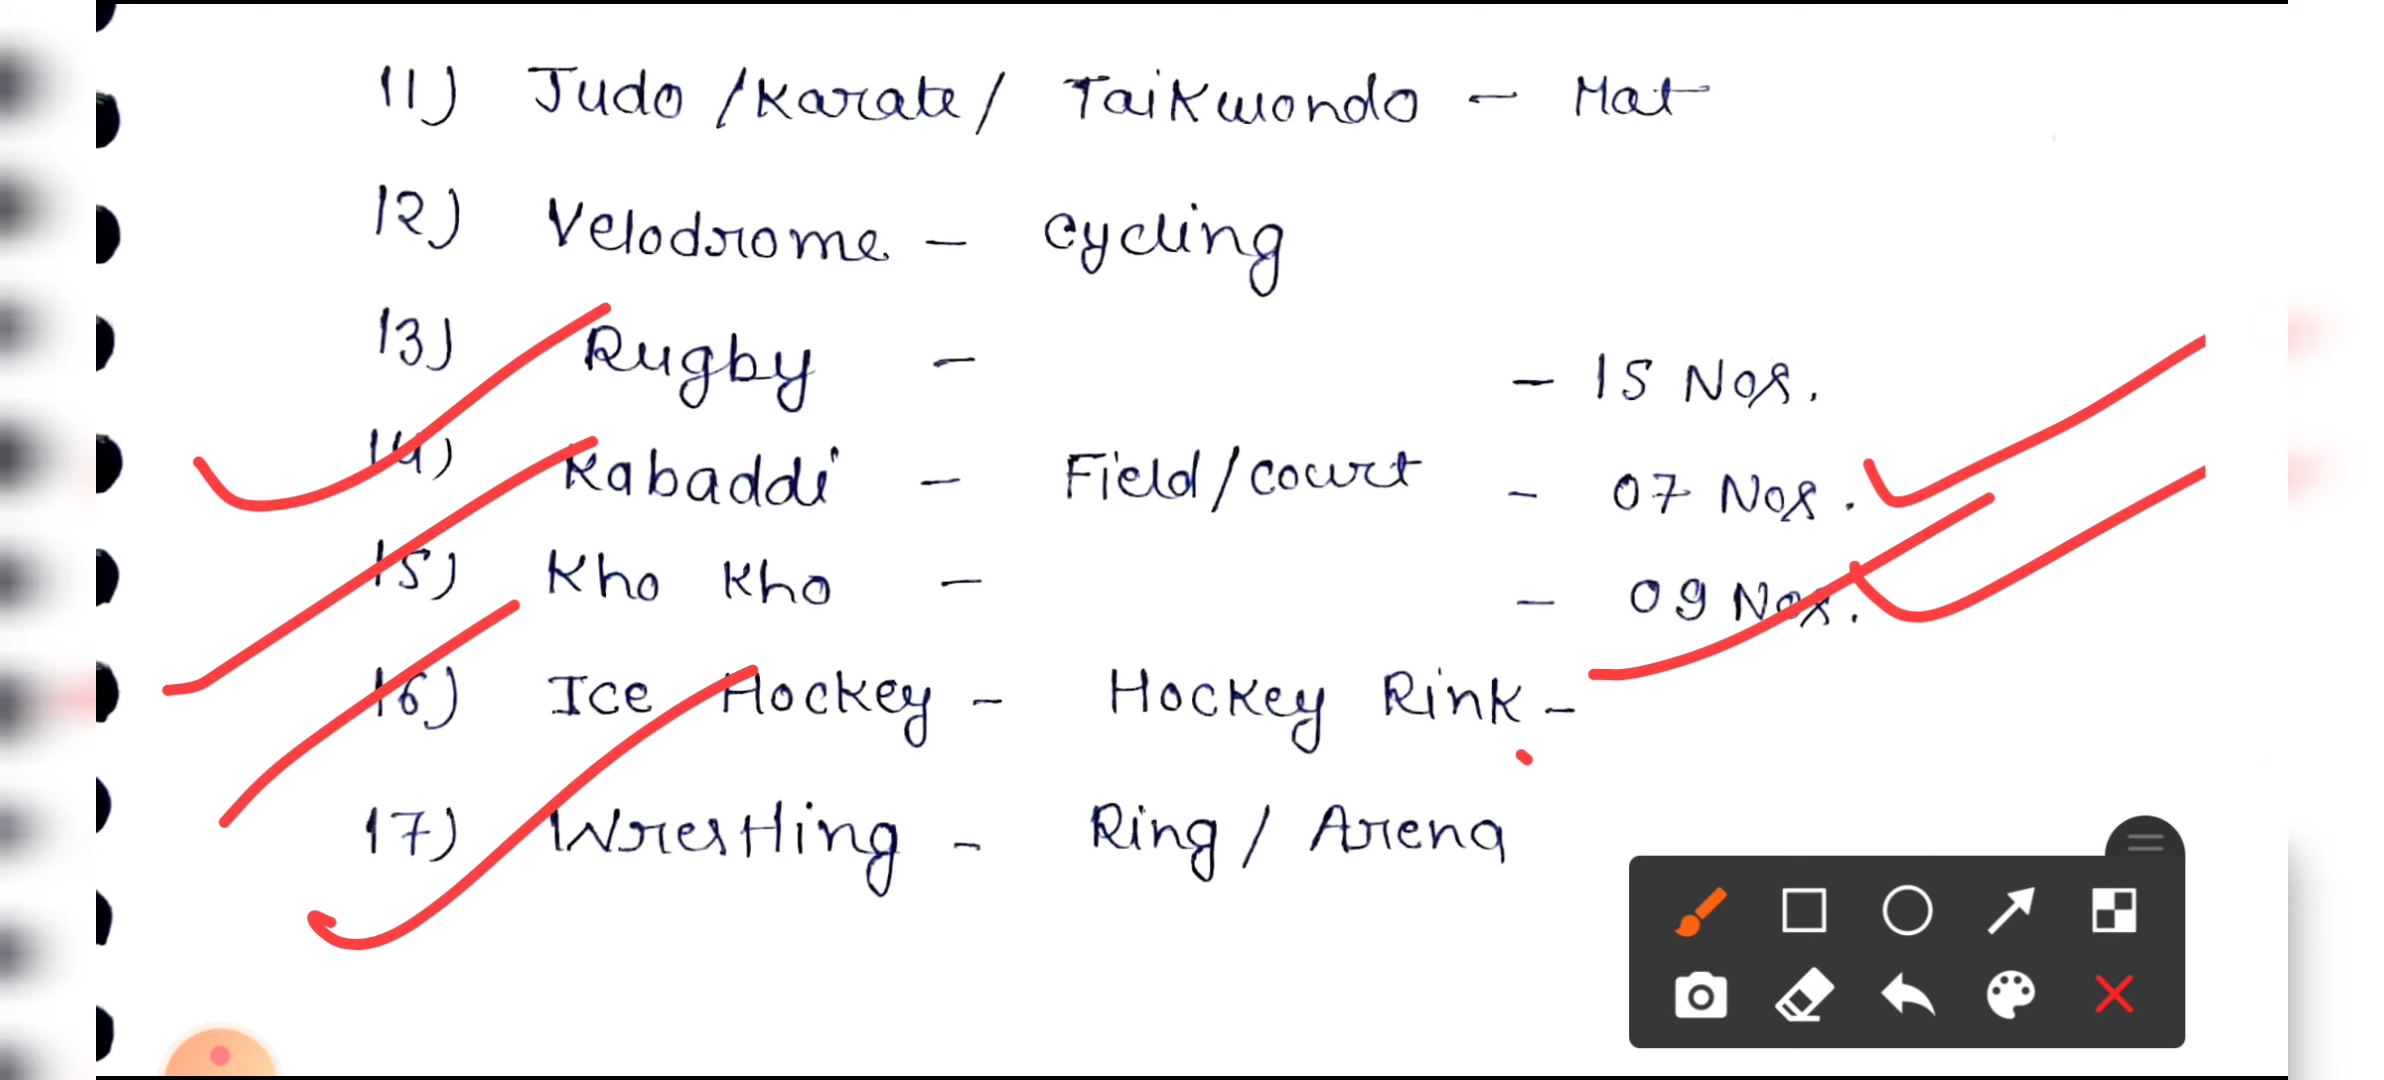 11) Judo / Karate / Taikwondo - Mat
12) Velodrome - cycling
13) Rugby - - 15 Nos.
14) Kabaddi - Field / court - 07 Nos.
15) Kho Kho - - 09 Nos.
16) Ice Hockey - Hockey Rink -
17) Wrestling - Ring / Arena